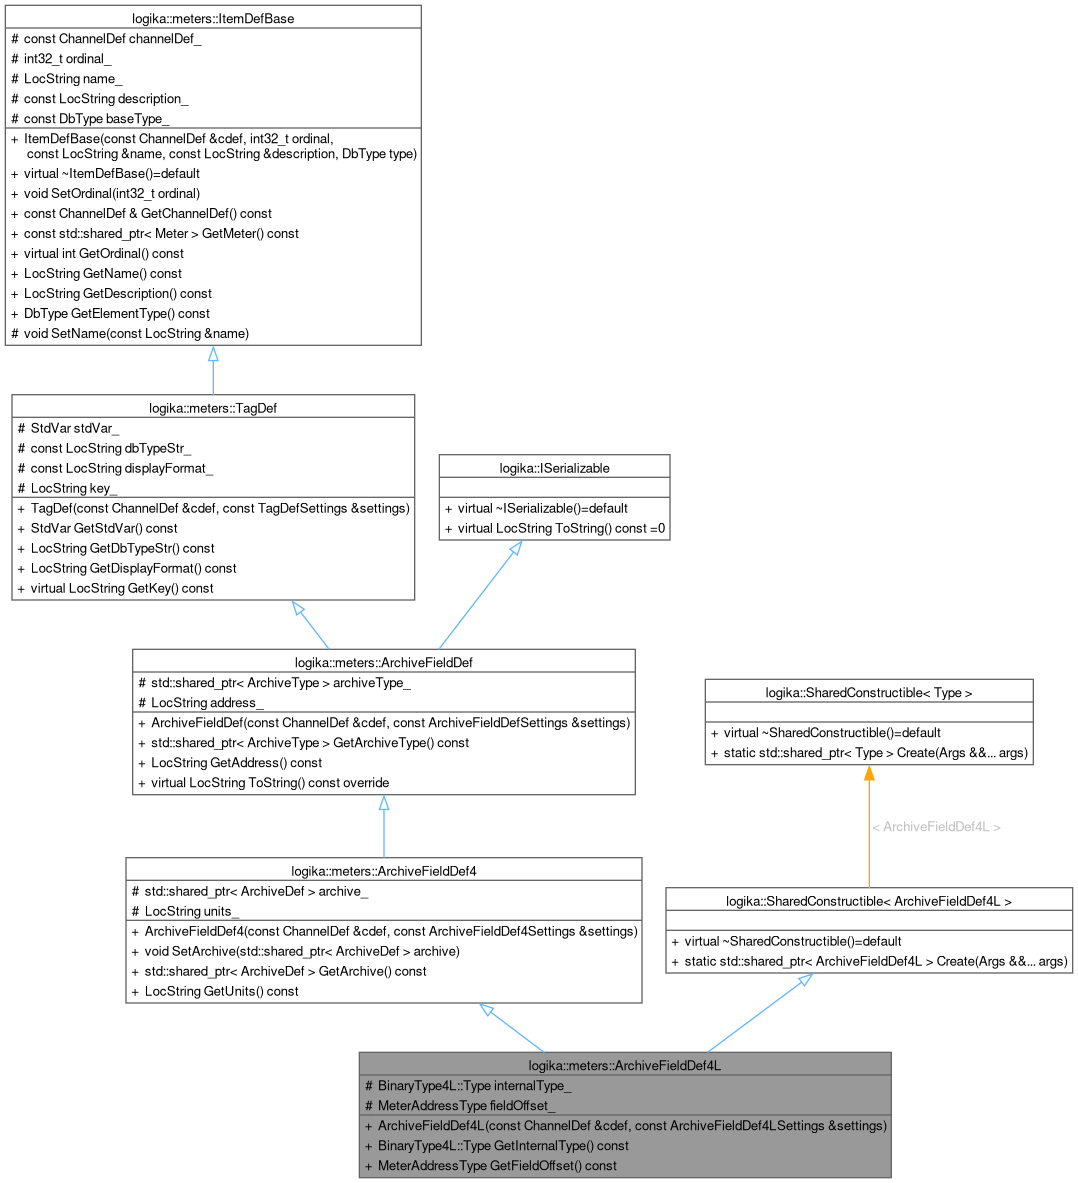 logika::meters::ItemDefBase
# const ChannelDef channelDef_
# int32_t ordinal_
# LocString name_
# const LocString description_
# const DbType baseType_
+ ItemDefBase(const ChannelDef &cdef, int32_t ordinal,
const LocString &name, const LocString &description, DbType type)
+ virtual ~ItemDefBase()=default
+ void SetOrdinal(int32_t ordinal)
+ const ChannelDef & GetChannelDef() const
+ const std::shared_ptr< Meter > GetMeter() const
+ virtual int GetOrdinal() const
+ LocString GetName() const
+ LocString GetDescription() const
+ DbType GetElementType() const
# void SetName(const LocString &name)
logika::meters::TagDef
# StdVar stdVar_
# const LocString dbTypeStr_
# const LocString displayFormat_
# LocString key_
+ TagDef(const ChannelDef &cdef, const TagDefSettings &settings)
+ StdVar GetStdVar() const
+ LocString GetDbTypeStr() const
+ LocString GetDisplayFormat() const
+ virtual LocString GetKey() const
logika::ISerializable
+ virtual ~ISerializable()=default
+ virtual LocString ToString() const =0
logika::meters::ArchiveFieldDef
# std::shared_ptr< ArchiveType > archiveType_
# LocString address_
+ ArchiveFieldDef(const ChannelDef &cdef, const ArchiveFieldDefSettings &settings)
+ std::shared_ptr< ArchiveType > GetArchiveType() const
+ LocString GetAddress() const
+ virtual LocString ToString() const override
logika::SharedConstructible< Type >
+ virtual ~SharedConstructible()=default
+ static std::shared_ptr< Type > Create(Args &&... args)
< ArchiveFieldDef4L >
logika::meters::ArchiveFieldDef4
# std::shared_ptr< ArchiveDef > archive_
# LocString units_
+ ArchiveFieldDef4(const ChannelDef &cdef, const ArchiveFieldDef4Settings &settings)
+ void SetArchive(std::shared_ptr< ArchiveDef > archive)
+ std::shared_ptr< ArchiveDef > GetArchive() const
+ LocString GetUnits() const
logika::SharedConstructible< ArchiveFieldDef4L >
+ virtual ~SharedConstructible()=default
+ static std::shared_ptr< ArchiveFieldDef4L > Create(Args &&... args)
logika::meters::ArchiveFieldDef4L
# BinaryType4L::Type internalType_
# MeterAddressType fieldOffset_
+ ArchiveFieldDef4L(const ChannelDef &cdef, const ArchiveFieldDef4LSettings &settings)
+ BinaryType4L::Type GetInternalType() const
+ MeterAddressType GetFieldOffset() const